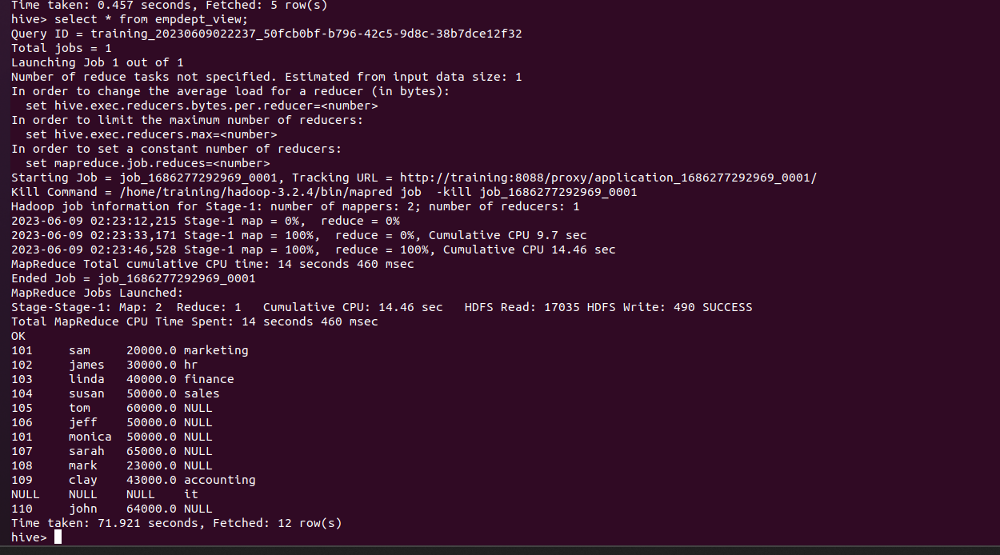 Time taken: 0.457 seconds, Fetched: 5 row(s)
hive> select * from empdept_view;
Query ID = training_20230609022237_50fcb0bf-b796-42c5-9d8c-38b7dce12f32
Total jobs = 1
Launching Job 1 out of 1
Number of reduce tasks not specified. Estimated from input data size: 1
In order to change the average load for a reducer (in bytes):
  set hive.exec.reducers.bytes.per.reducer=<number>
In order to limit the maximum number of reducers:
  set hive.exec.reducers.max=<number>
In order to set a constant number of reducers:
  set mapreduce.job.reduces=<number>
Starting Job = job_1686277292969_0001, Tracking URL = http://training:8088/proxy/application_1686277292969_0001/
Kill Command = /home/training/hadoop-3.2.4/bin/mapred job  -kill job_1686277292969_0001
Hadoop job information for Stage-1: number of mappers: 2; number of reducers: 1
2023-06-09 02:23:12,215 Stage-1 map = 0%,  reduce = 0%
2023-06-09 02:23:33,171 Stage-1 map = 100%,  reduce = 0%, Cumulative CPU 9.7 sec
2023-06-09 02:23:46,528 Stage-1 map = 100%,  reduce = 100%, Cumulative CPU 14.46 sec
MapReduce Total cumulative CPU time: 14 seconds 460 msec
Ended Job = job_1686277292969_0001
MapReduce Jobs Launched:
Stage-Stage-1: Map: 2  Reduce: 1   Cumulative CPU: 14.46 sec   HDFS Read: 17035 HDFS Write: 490 SUCCESS
Total MapReduce CPU Time Spent: 14 seconds 460 msec
OK
101     sam     20000.0 marketing
102     james   30000.0 hr
103     linda   40000.0 finance
104     susan   50000.0 sales
105     tom     60000.0 NULL
106     jeff    50000.0 NULL
101     monica  50000.0 NULL
107     sarah   65000.0 NULL
108     mark    23000.0 NULL
109     clay    43000.0 accounting
NULL    NULL    NULL    it
110     john    64000.0 NULL
Time taken: 71.921 seconds, Fetched: 12 row(s)
hive>